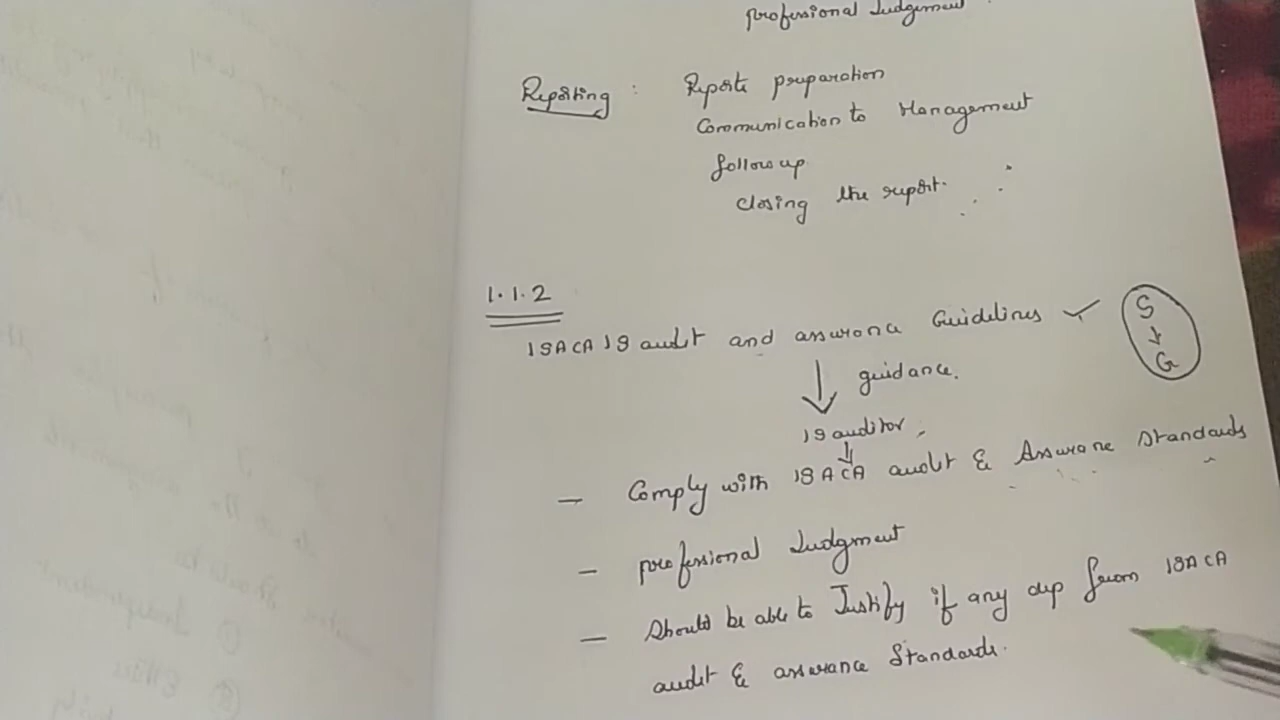 professional Judgement.
Reporting : Reports preparation
Communication to Management
follow up
closing the report.
1.1.2
ISACA IS audit and assurance Guidelines ✓
S
↓
G
↓ guidance.
IS auditor
↓
— Comply with ISACA audit & Assurance Standards
— professional Judgment
— Should be able to Justify if any dep from ISACA
audit & assurance Standards.